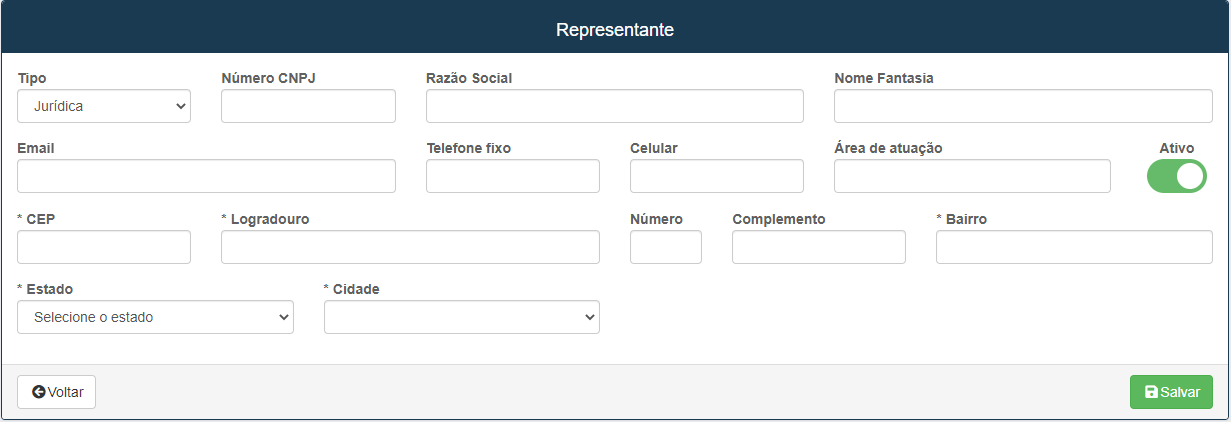 Representante
Tipo Número CNPJ Razão Social Nome Fantasia
Jurídica
Email Telefone fixo Celular Área de atuação Ativo
* CEP * Logradouro Número Complemento * Bairro
* Estado * Cidade
Selecione o estado
Voltar Salvar